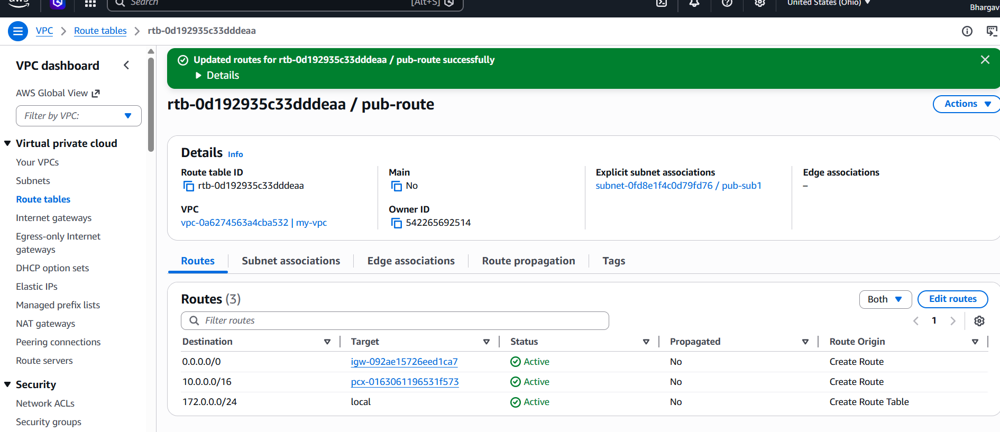 aws
Search
[Alt+S]
United States (Ohio)
Bhargav
VPC
Route tables
rtb-0d192935c33dddeaa
VPC dashboard
AWS Global View
Filter by VPC:
Virtual private cloud
Your VPCs
Subnets
Route tables
Internet gateways
Egress-only Internet
gateways
DHCP option sets
Elastic IPs
Managed prefix lists
NAT gateways
Peering connections
Route servers
Security
Network ACLs
Security groups
Updated routes for rtb-0d192935c33dddeaa / pub-route successfully
Details
rtb-0d192935c33dddeaa / pub-route
Actions
Details Info
Route table ID
rtb-0d192935c33dddeaa
Main
No
Explicit subnet associations
subnet-0fd8e1f4c0d79fd76 / pub-sub1
Edge associations
–
VPC
vpc-0a6274563a4cba532 | my-vpc
Owner ID
542265692514
Routes
Subnet associations
Edge associations
Route propagation
Tags
Routes (3)
Both
Edit routes
Filter routes
1
Destination Target Status Propagated Route Origin
0.0.0.0/0 igw-092ae15726eed1ca7 Active No Create Route
10.0.0.0/16 pcx-0163061196531f573 Active No Create Route
172.0.0.0/24 local Active No Create Route Table